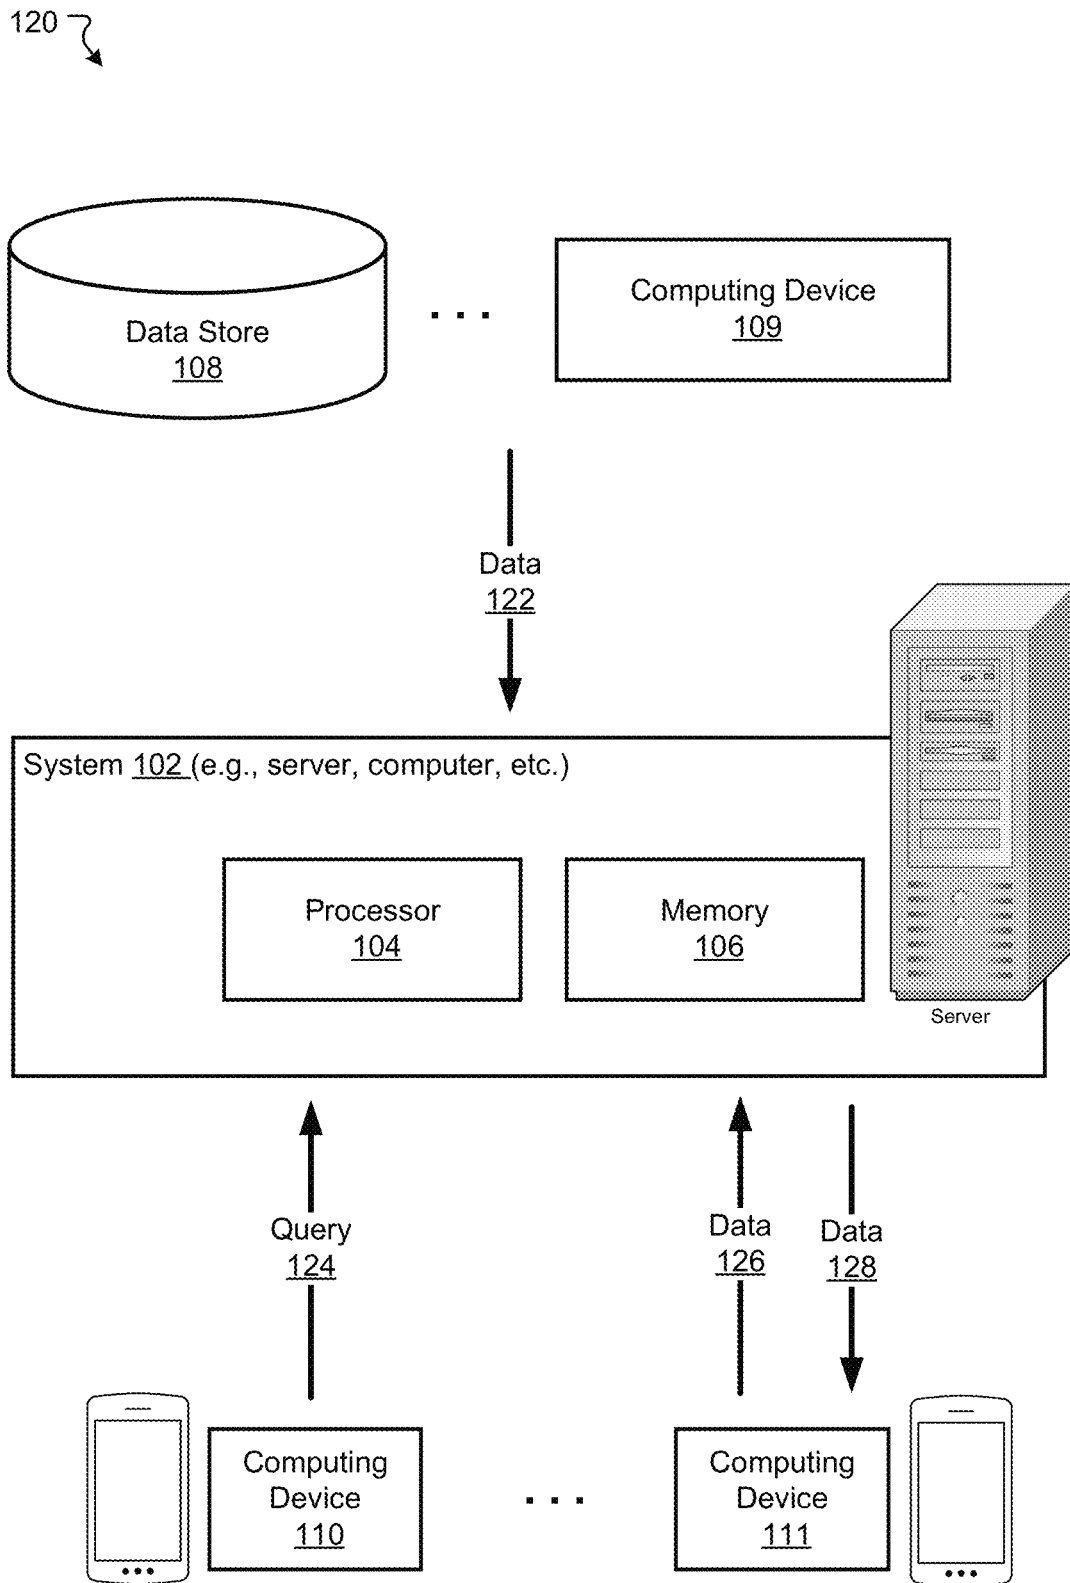 120
Data Store
108
. . .
Computing Device
109
Data
122
System 102 (e.g., server, computer, etc.)
Processor
104
Memory
106
Server
Query
124
Data
126
Data
128
Computing
Device
110
. . .
Computing
Device
111